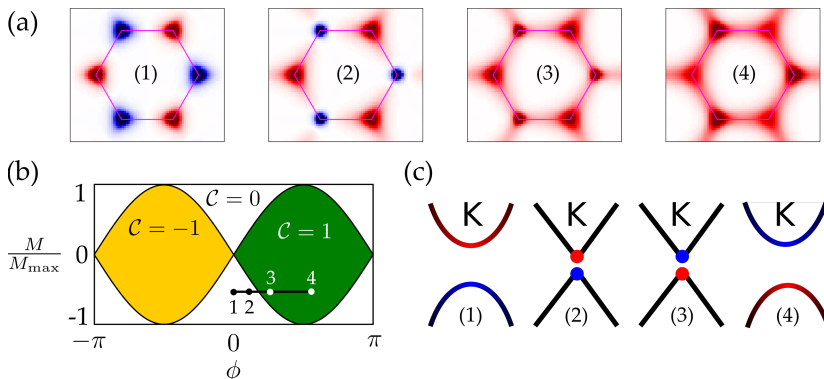 (a)
(1)
(2)
(3)
(4)
(b)
1
0
-1
M
M_max
C = 0
C = -1
C = 1
1 2 3 4
-π 0 π
ϕ
(c)
K K
(1) (2) (3) (4)